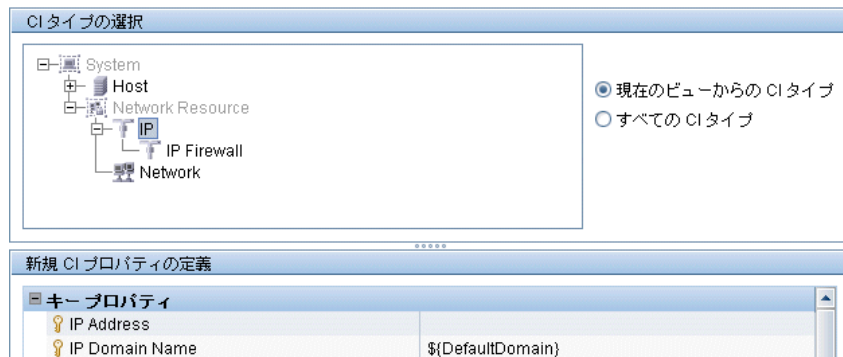 CI タイプの選択
System
Host
Network Resource
IP
IP Firewall
Network
現在のビューからの CI タイプ
すべての CI タイプ
新規 CI プロパティの定義
キー プロパティ
IP Address
IP Domain Name ${DefaultDomain}